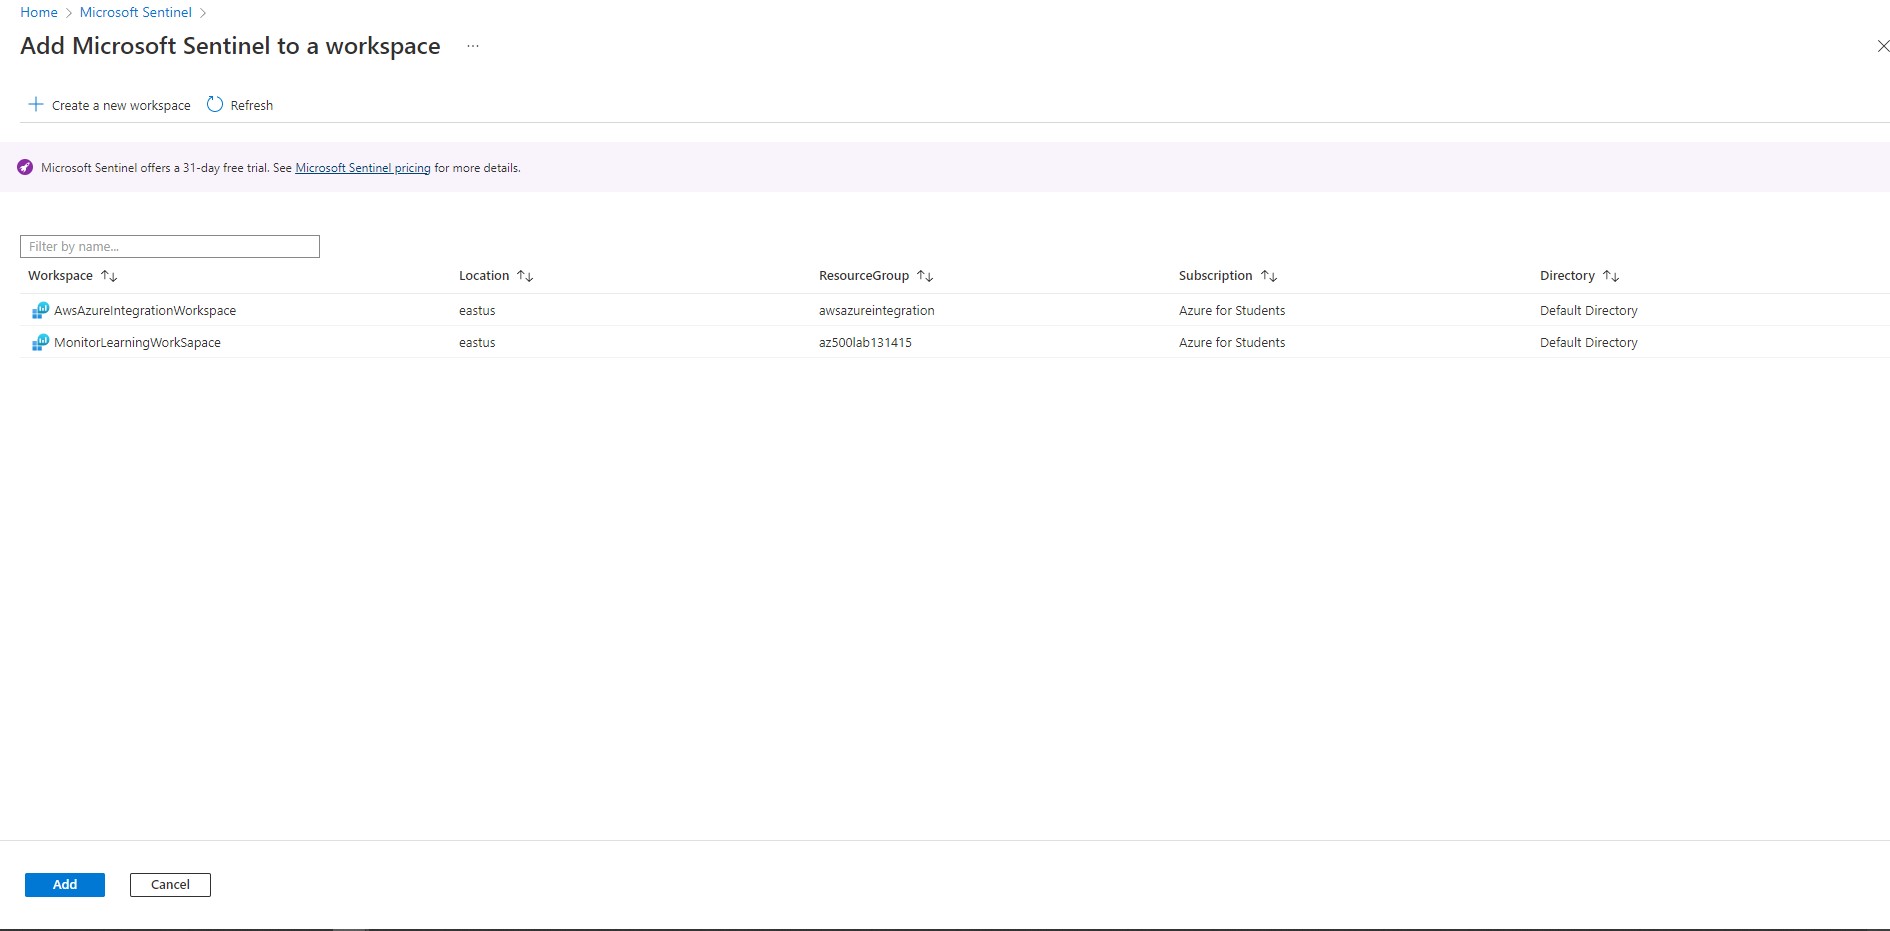 Home > Microsoft Sentinel >
Add Microsoft Sentinel to a workspace ...
Create a new workspace Refresh
Microsoft Sentinel offers a 31-day free trial. See Microsoft Sentinel pricing for more details.
Filter by name...
Workspace ↑↓ Location ↑↓ ResourceGroup ↑↓ Subscription ↑↓ Directory ↑↓
AwsAzureIntegrationWorkspace eastus awsazureintegration Azure for Students Default Directory
MonitorLearningWorkSapace eastus az500lab131415 Azure for Students Default Directory
Add Cancel